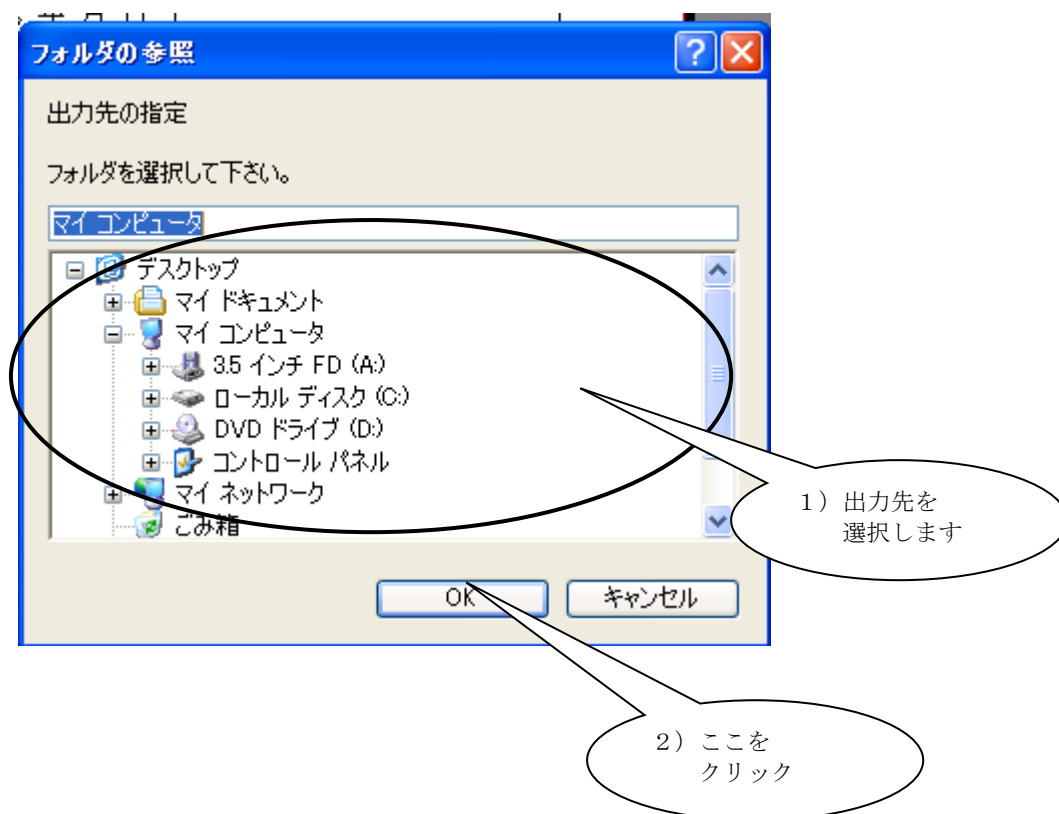 フォルダの参照
出力先の指定
フォルダを選択して下さい。
マイ コンピュータ
デスクトップ
マイ ドキュメント
マイ コンピュータ
3.5 インチ FD (A:)
ローカル ディスク (C:)
DVD ドライブ (D:)
コントロール パネル
マイ ネットワーク
ごみ箱
1）出力先を
選択します
OK
キャンセル
2）ここを
クリック